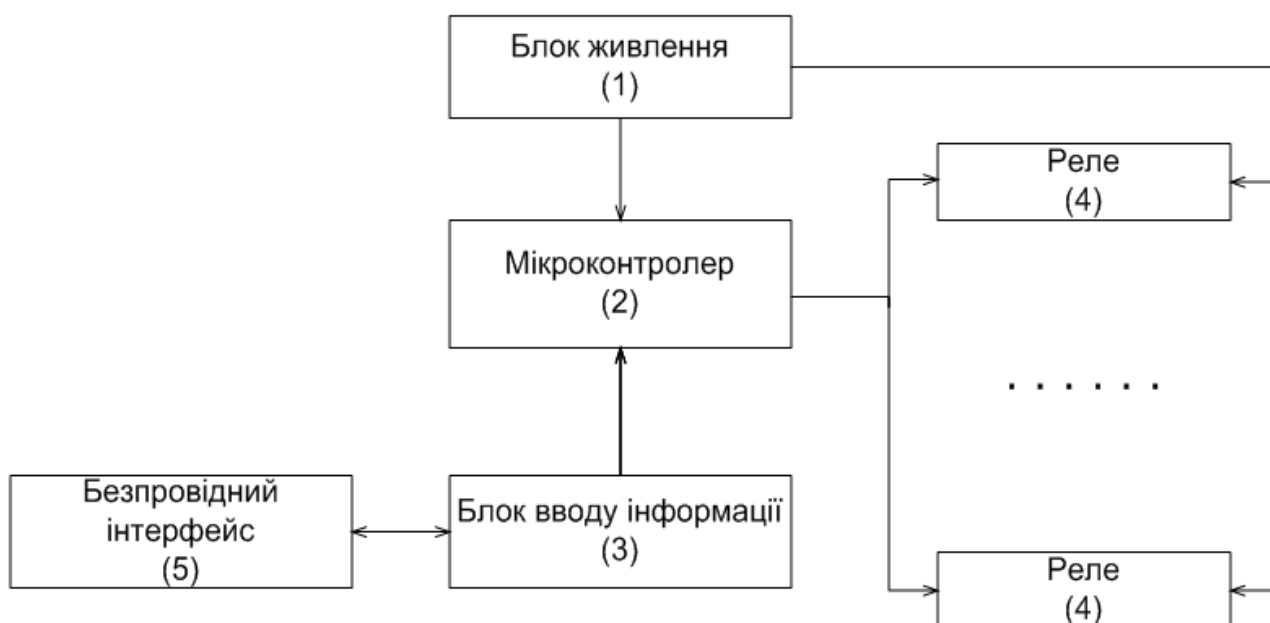 Блок живлення
(1)
Реле
(4)
Мікроконтролер
(2)
. . . . . .
Безпровідний
інтерфейс
(5)
Блок вводу інформації
(3)
Реле
(4)